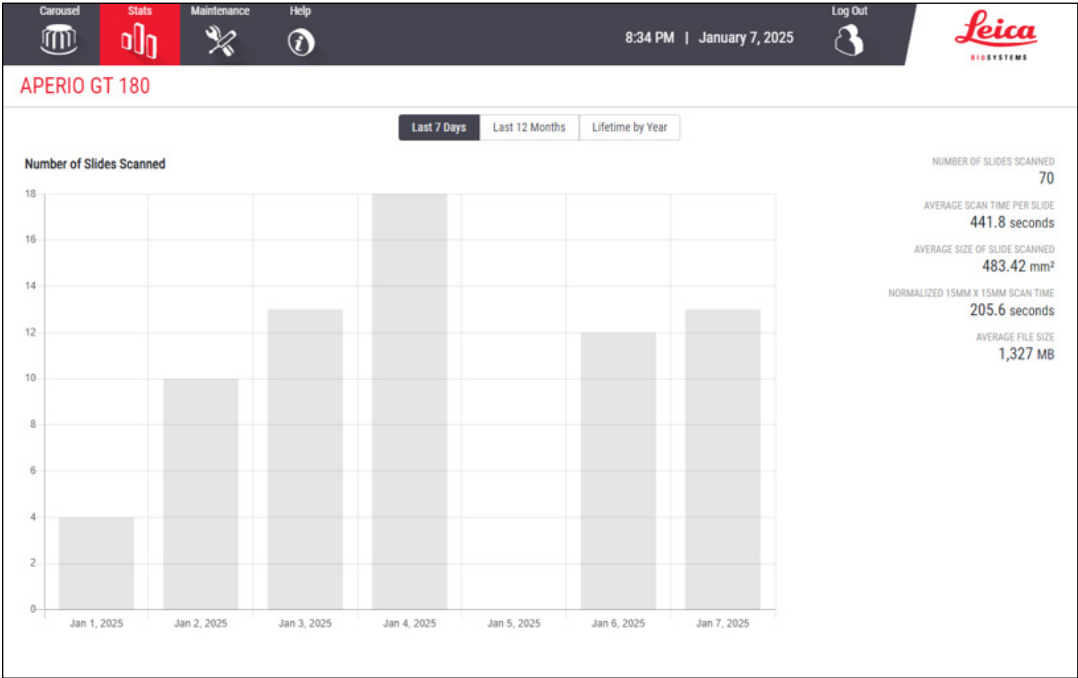 Carousel Stats Maintenance Help
8:34 PM | January 7, 2025
Log Out
Leica
BIOSYSTEMS
APERIO GT 180
Last 7 Days Last 12 Months Lifetime by Year
Number of Slides Scanned
18
16
14
12
10
8
6
4
2
0
Jan 1, 2025 Jan 2, 2025 Jan 3, 2025 Jan 4, 2025 Jan 5, 2025 Jan 6, 2025 Jan 7, 2025
NUMBER OF SLIDES SCANNED
70
AVERAGE SCAN TIME PER SLIDE
441.8 seconds
AVERAGE SIZE OF SLIDE SCANNED
483.42 mm²
NORMALIZED 15MM X 15MM SCAN TIME
205.6 seconds
AVERAGE FILE SIZE
1,327 MB